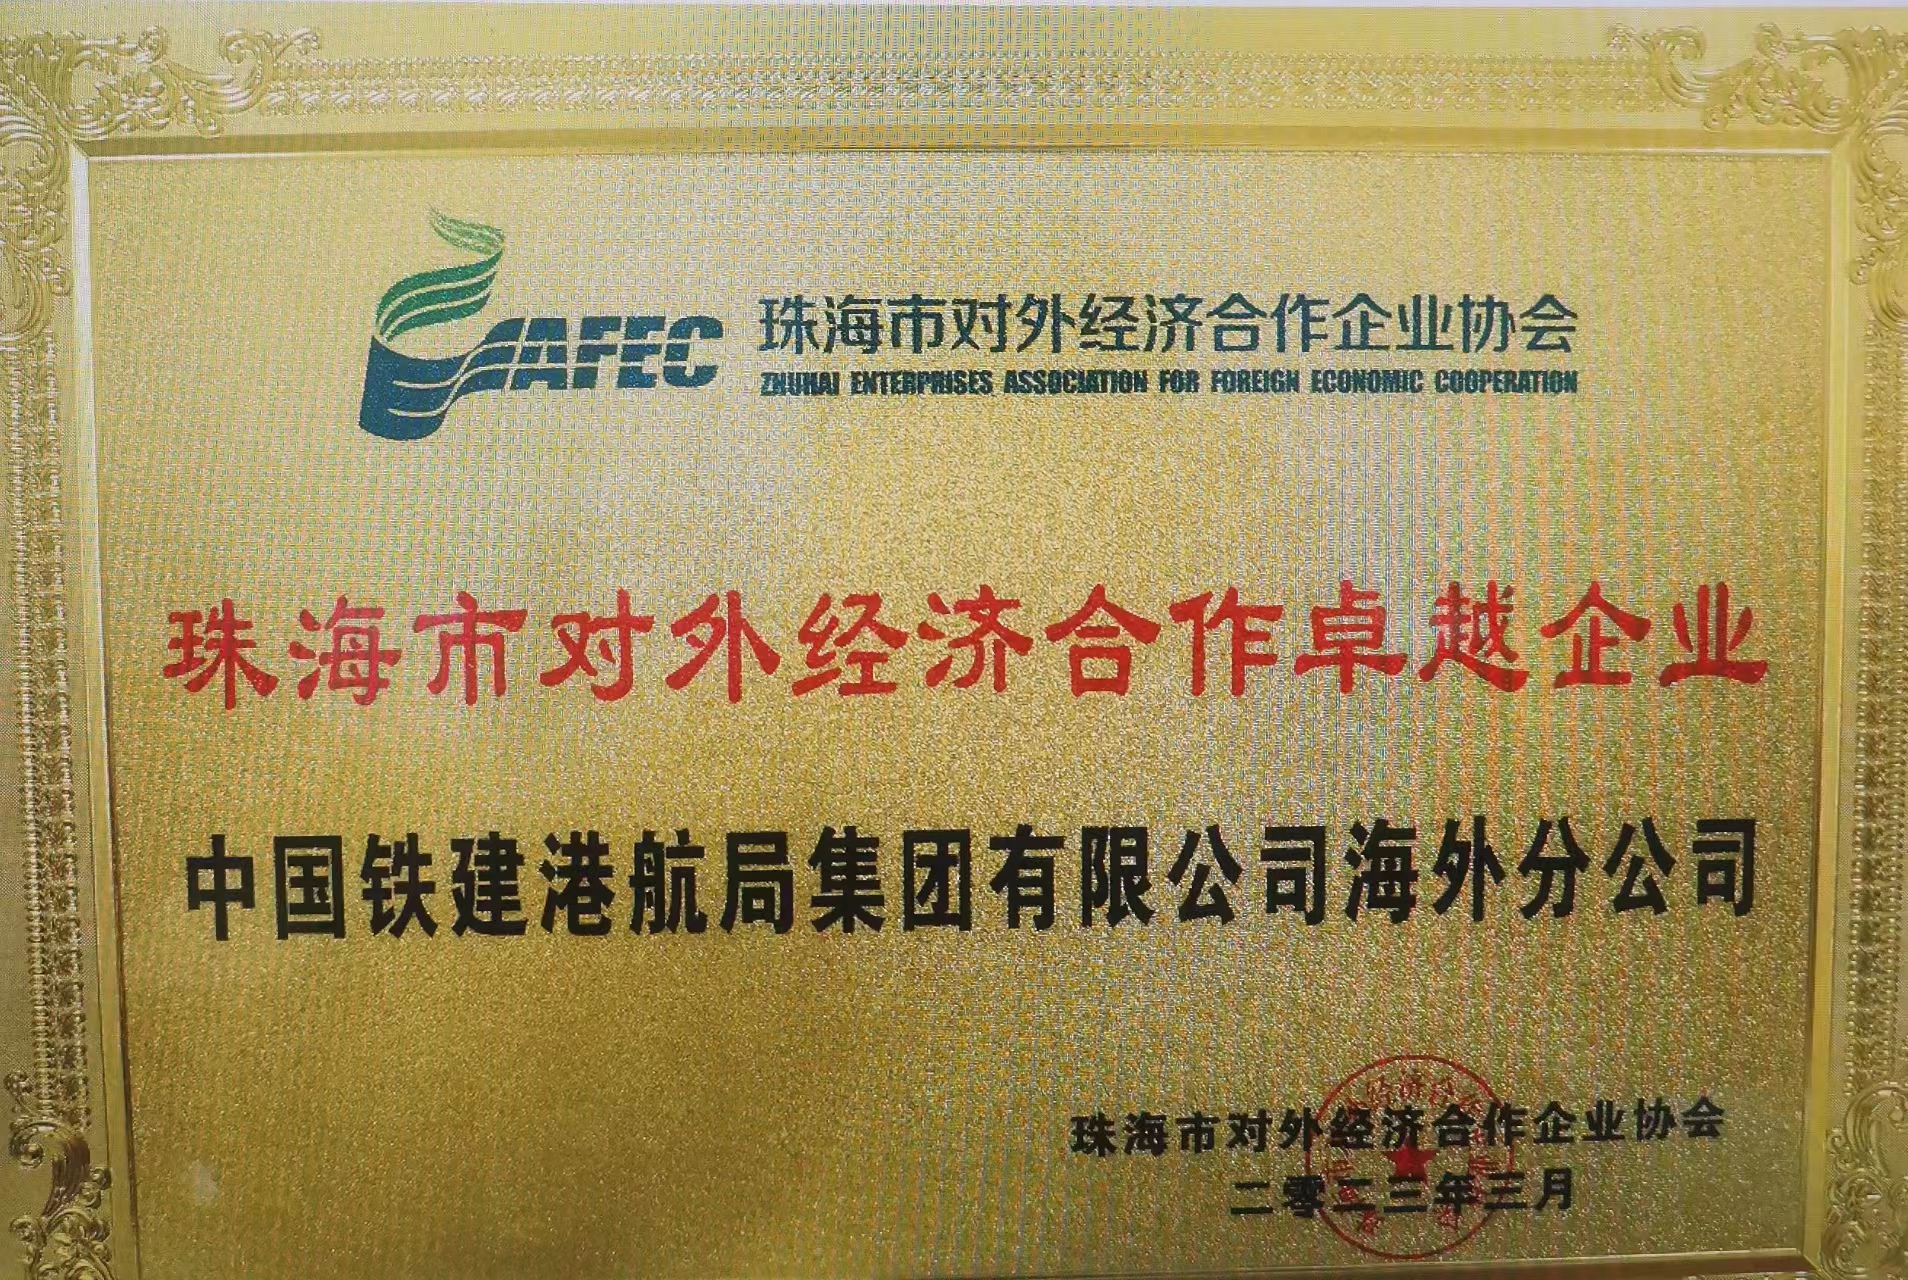 ZAFEC
珠海市对外经济合作企业协会
ZHUHAI ENTERPRISES ASSOCIATION FOR FOREIGN ECONOMIC COOPERATION
珠海市对外经济合作卓越企业
中国铁建港航局集团有限公司海外分公司
珠海市对外经济合作企业协会
二零二三年三月